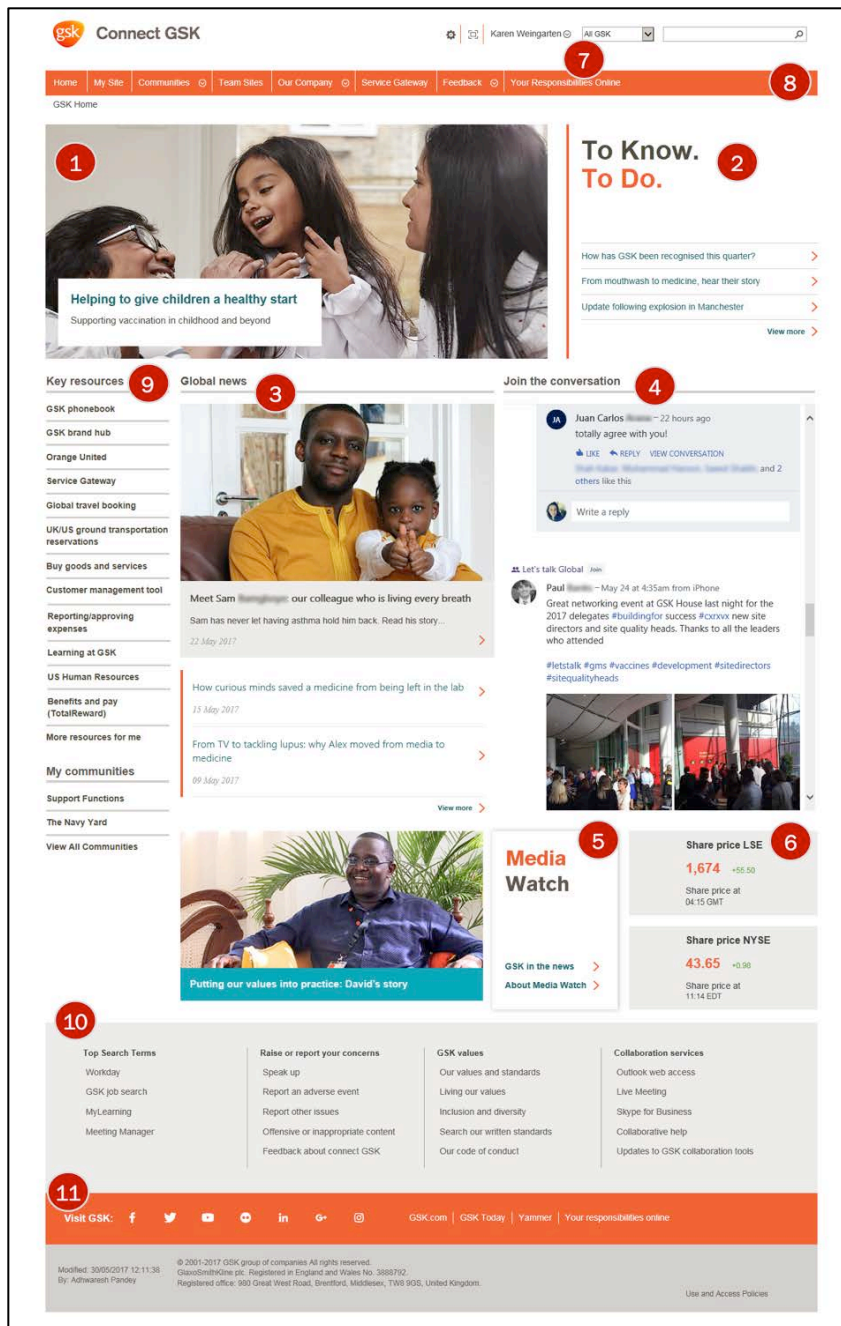 gsk Connect GSK
Karen Weingarten All GSK
7
Home My Site Communities Team Sites Our Company Service Gateway Feedback Your Responsibilities Online
8
GSK Home
1
Helping to give children a healthy start
Supporting vaccination in childhood and beyond
To Know.
To Do.
2
How has GSK been recognised this quarter?
From mouthwash to medicine, hear their story
Update following explosion in Manchester
View more
Key resources
9
GSK phonebook
GSK brand hub
Orange United
Service Gateway
Global travel booking
UK/US ground transportation
reservations
Buy goods and services
Customer management tool
Reporting/approving
expenses
Learning at GSK
US Human Resources
Benefits and pay
(TotalReward)
More resources for me
My communities
Support Functions
The Navy Yard
View All Communities
Global news
3
Meet Sam our colleague who is living every breath
Sam has never let having asthma hold him back. Read his story...
22 May 2017
How curious minds saved a medicine from being left in the lab
15 May 2017
From TV to tackling lupus: why Alex moved from media to
medicine
09 May 2017
View more
Join the conversation
4
JA
Juan Carlos – 22 hours ago
totally agree with you!
LIKE REPLY VIEW CONVERSATION
and 2
others like this
Write a reply
Let's talk Global Join
Paul – May 24 at 4:35am from iPhone
Great networking event at GSK House last night for the
2017 delegates #buildingfor success #cxrxvx new site
directors and site quality heads. Thanks to all the leaders
who attended
#letstalk #gms #vaccines #development #sitedirectors
#sitequalityheads
Putting our values into practice: David's story
Media
Watch
5
GSK in the news
About Media Watch
Share price LSE
6
1,674 +55.50
Share price at
04:15 GMT
Share price NYSE
43.65 +0.96
Share price at
11:14 EDT
10
Top Search Terms
Workday
GSK job search
MyLearning
Meeting Manager
Raise or report your concerns
Speak up
Report an adverse event
Report other issues
Offensive or inappropriate content
Feedback about connect GSK
GSK values
Our values and standards
Living our values
Inclusion and diversity
Search our written standards
Our code of conduct
Collaboration services
Outlook web access
Live Meeting
Skype for Business
Collaborative help
Updates to GSK collaboration tools
11
Visit GSK: GSK.com GSK Today Yammer Your responsibilities online
Modified: 30/05/2017 12:11:38
By: Adhwaresh Pandey
© 2001-2017 GSK group of companies All rights reserved.
GlaxoSmithKline plc. Registered in England and Wales No. 3888792.
Registered office: 980 Great West Road, Brentford, Middlesex, TW8 9GS, United Kingdom.
Use and Access Policies